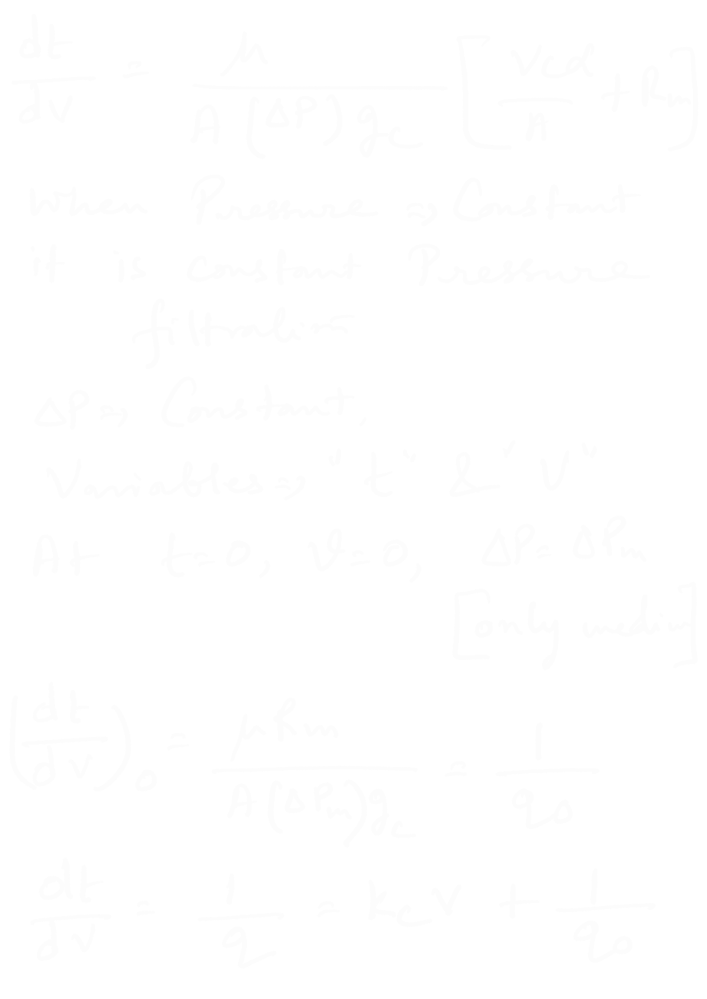 dt/dv = μ/(A (ΔP) gc) [Vcα/A + Rm]
when Pressure ⇒ Constant
it is constant Pressure
filtration
ΔP ⇒ Constant,
Variables ⇒ "t" & 'V"
At t=0, V=0, ΔP = ΔPm
[only medium]
(dt/dv)₀ = μRm/(A (ΔPm) gc) = 1/q₀
dt/dv = 1/q = kc V + 1/q₀